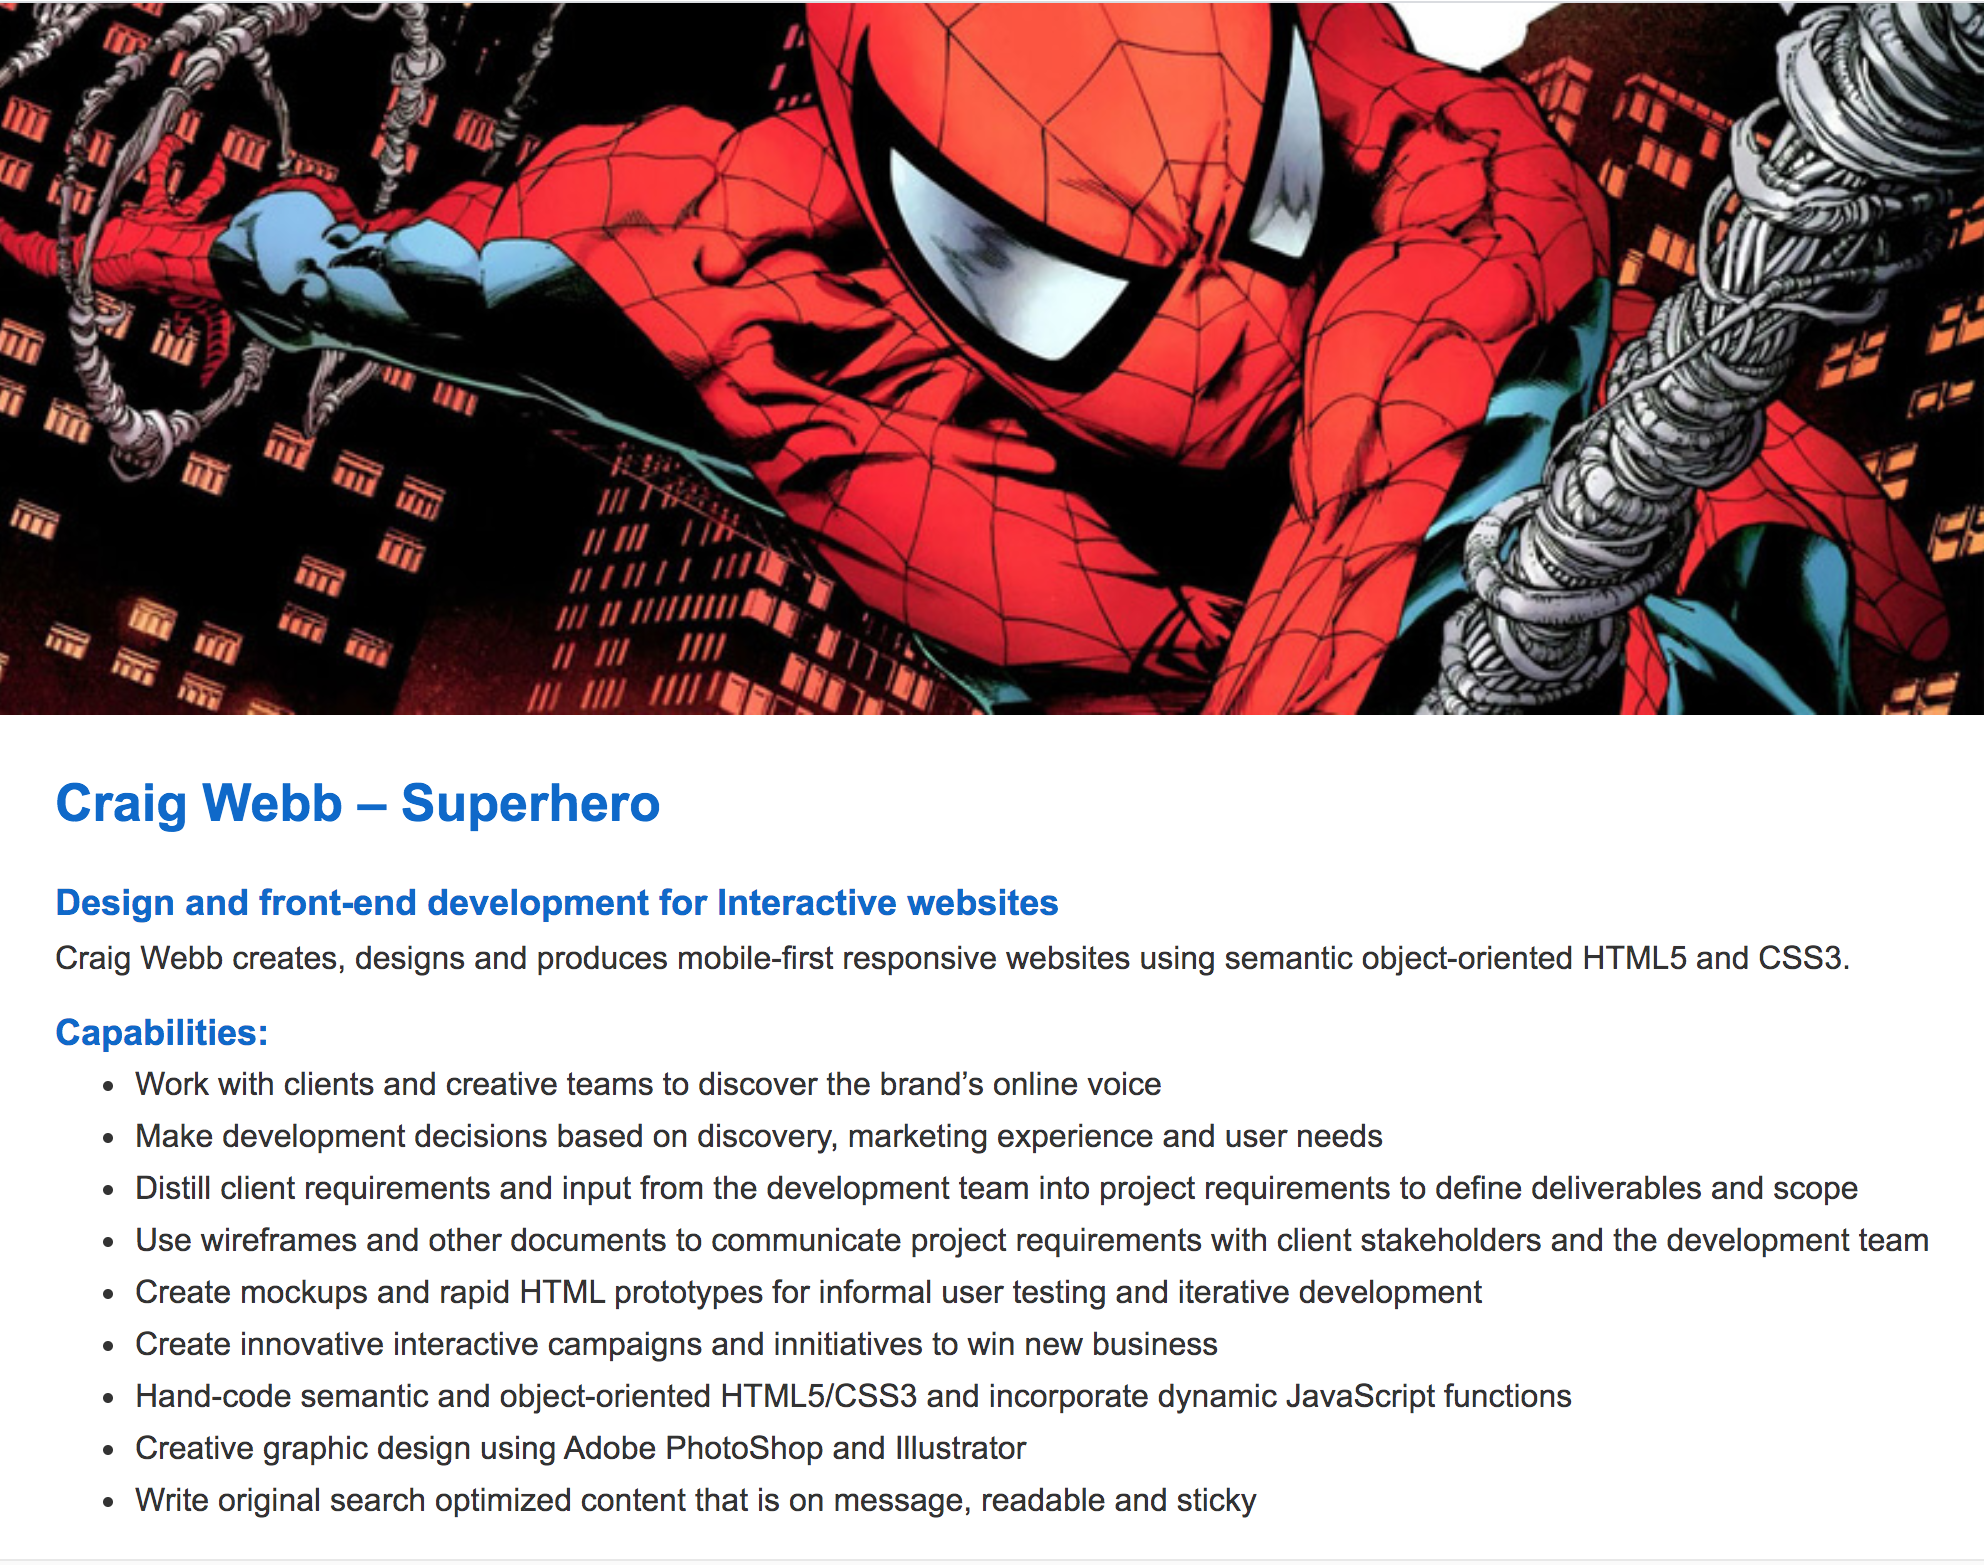 Craig Webb – Superhero
Design and front-end development for Interactive websites
Craig Webb creates, designs and produces mobile-first responsive websites using semantic object-oriented HTML5 and CSS3.
Capabilities:
• Work with clients and creative teams to discover the brand’s online voice
• Make development decisions based on discovery, marketing experience and user needs
• Distill client requirements and input from the development team into project requirements to define deliverables and scope
• Use wireframes and other documents to communicate project requirements with client stakeholders and the development team
• Create mockups and rapid HTML prototypes for informal user testing and iterative development
• Create innovative interactive campaigns and innitiatives to win new business
• Hand-code semantic and object-oriented HTML5/CSS3 and incorporate dynamic JavaScript functions
• Creative graphic design using Adobe PhotoShop and Illustrator
• Write original search optimized content that is on message, readable and sticky